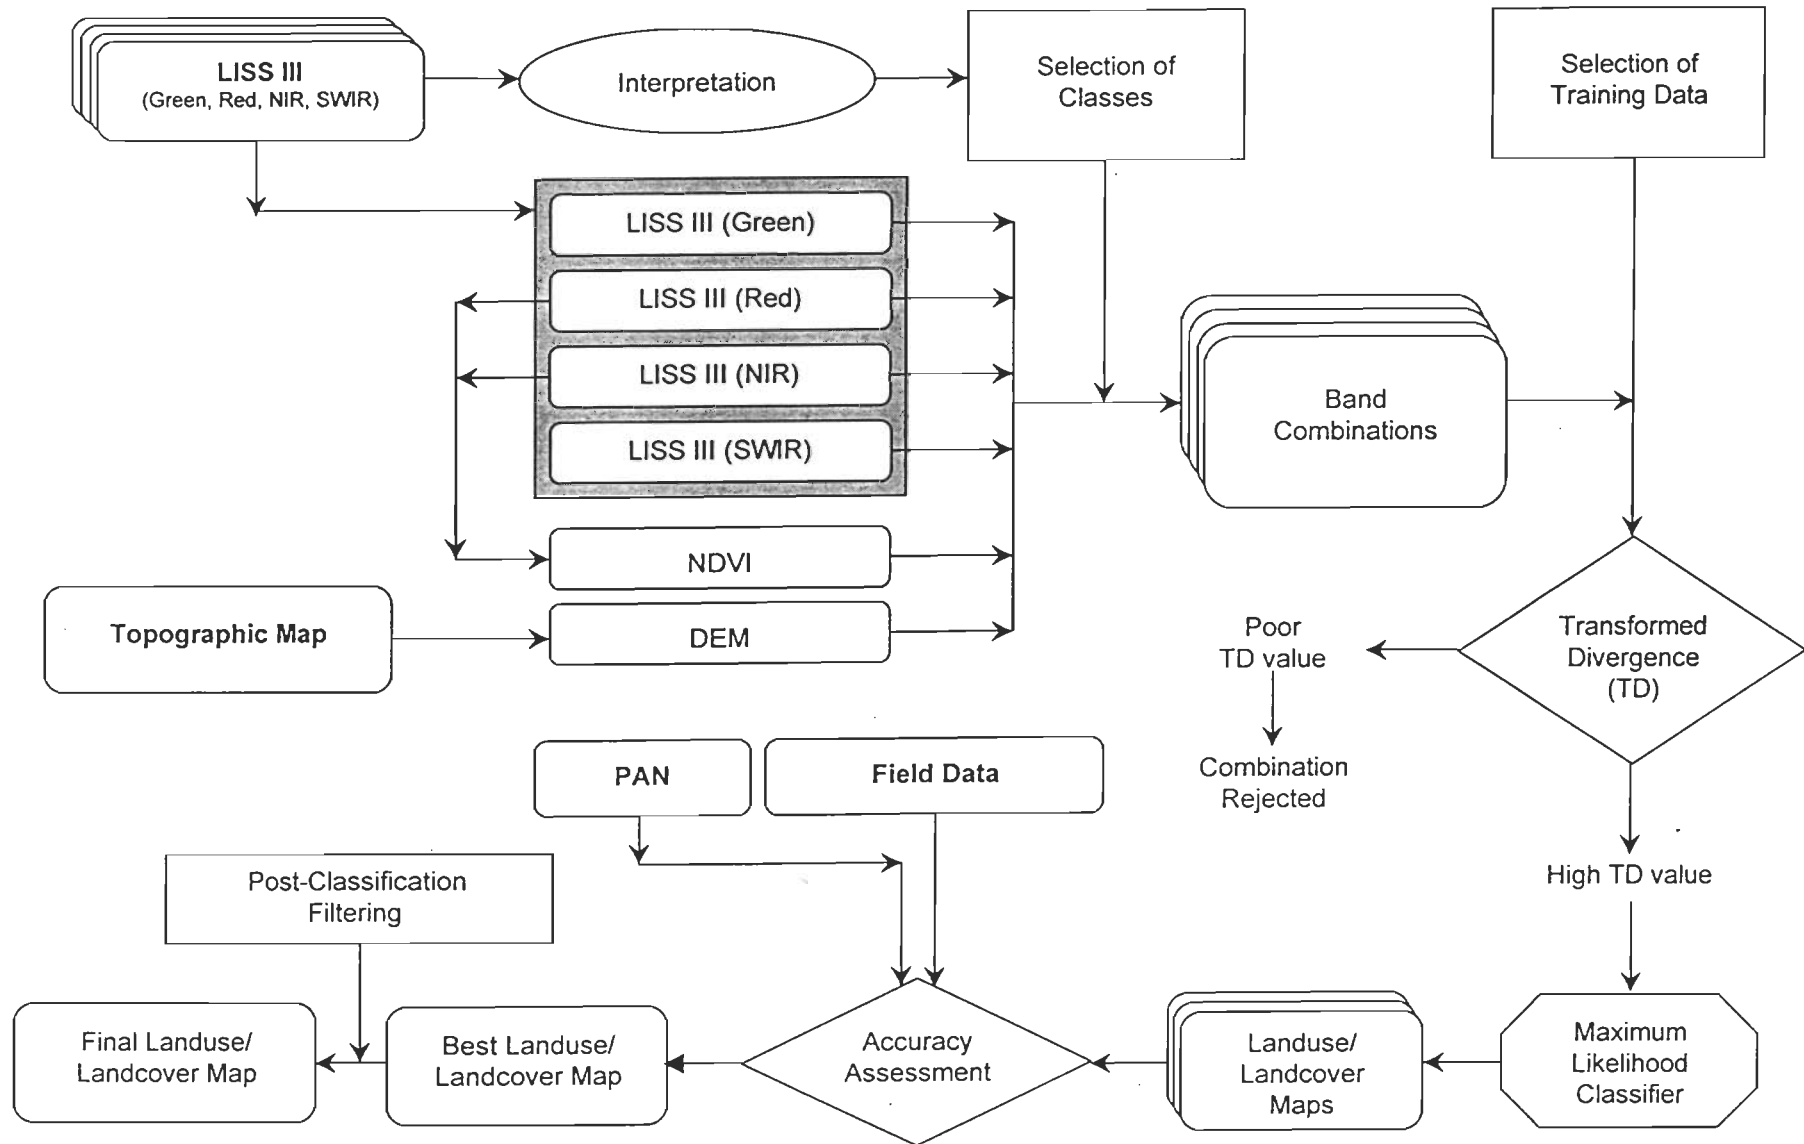 LISS III
(Green, Red, NIR, SWIR)
Interpretation
Selection of
Classes
Selection of
Training Data
LISS III (Green)
LISS III (Red)
LISS III (NIR)
LISS III (SWIR)
Band
Combinations
NDVI
Topographic Map
DEM
Poor
TD value
Transformed
Divergence
(TD)
Combination
Rejected
PAN
Field Data
High TD value
Post-Classification
Filtering
Final Landuse/
Landcover Map
Best Landuse/
Landcover Map
Accuracy
Assessment
Landuse/
Landcover
Maps
Maximum
Likelihood
Classifier